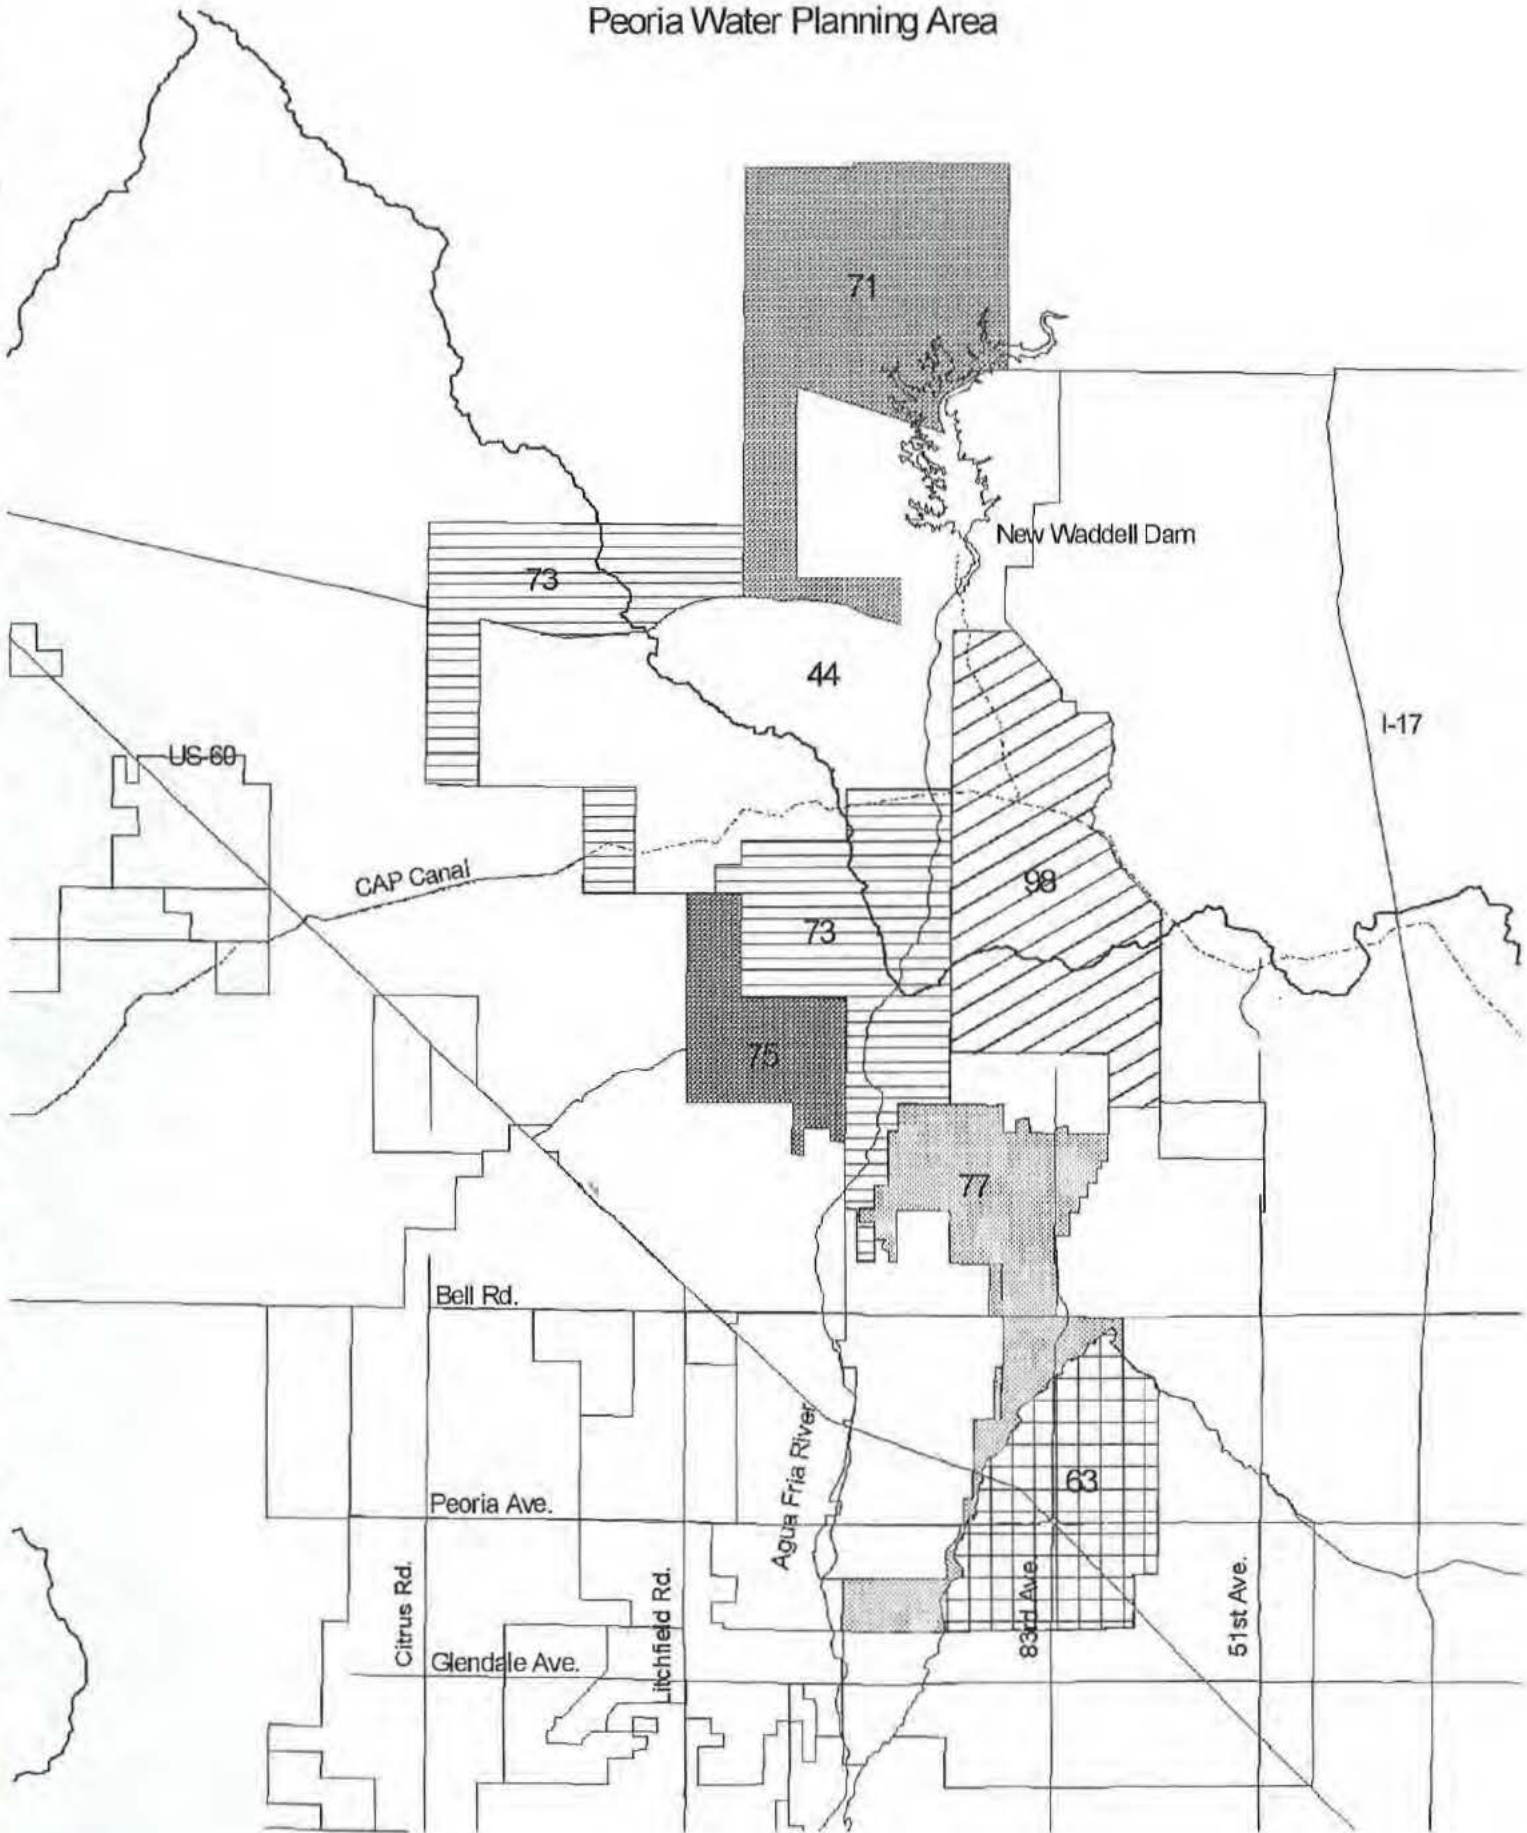 Peoria Water Planning Area
71
New Waddell Dam
73
44
I-17
US-60
CAP Canal
98
73
75
77
Bell Rd.
Agua Fria River
63
Peoria Ave.
Citrus Rd.
Litchfield Rd.
83rd Ave.
51st Ave.
Glendale Ave.